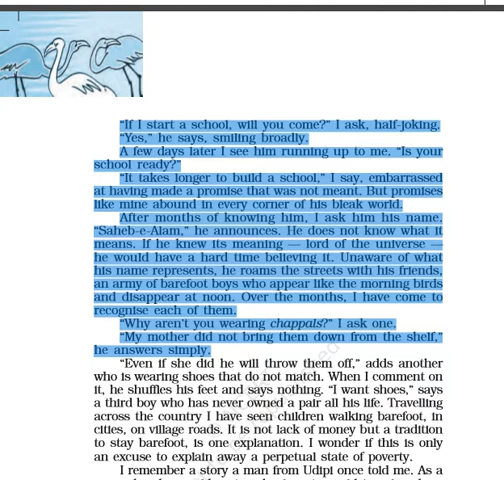 "If I start a school, will you come?" I ask, half-joking.
"Yes," he says, smiling broadly.
A few days later I see him running up to me. "Is your
school ready?"
"It takes longer to build a school," I say, embarrassed
at having made a promise that was not meant. But promises
like mine abound in every corner of his bleak world.
After months of knowing him, I ask him his name.
"Saheb-e-Alam," he announces. He does not know what it
means. If he knew its meaning — lord of the universe —
he would have a hard time believing it. Unaware of what
his name represents, he roams the streets with his friends,
an army of barefoot boys who appear like the morning birds
and disappear at noon. Over the months, I have come to
recognise each of them.
"Why aren't you wearing chappals?" I ask one.
"My mother did not bring them down from the shelf,"
he answers simply.
"Even if she did he will throw them off," adds another
who is wearing shoes that do not match. When I comment on
it, he shuffles his feet and says nothing. "I want shoes," says
a third boy who has never owned a pair all his life. Travelling
across the country I have seen children walking barefoot, in
cities, on village roads. It is not lack of money but a tradition
to stay barefoot, is one explanation. I wonder if this is only
an excuse to explain away a perpetual state of poverty.
I remember a story a man from Udipi once told me. As a